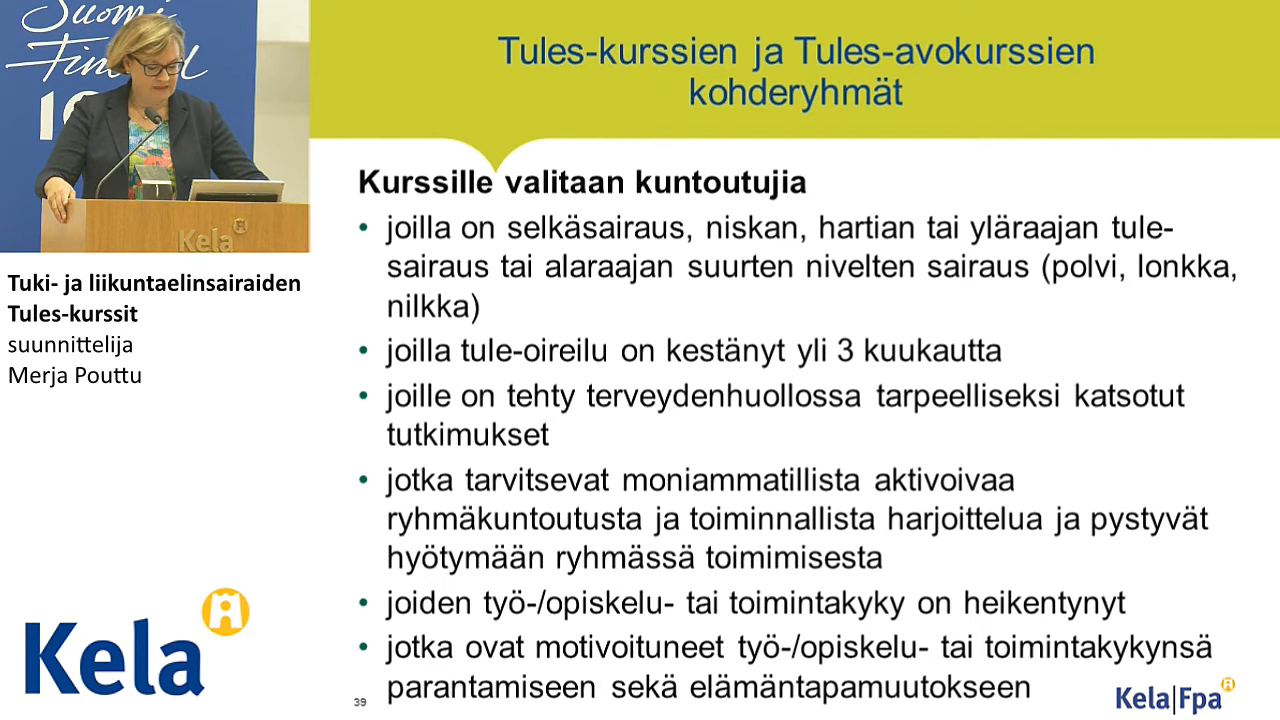 Suomi
Finland
10
Kela
Tuki- ja liikuntaelinsairaiden
Tules-kurssit
suunnittelija
Merja Pouttu
Kela
Tules-kurssien ja Tules-avokurssien
kohderyhmät
Kurssille valitaan kuntoutujia
• joilla on selkäsairaus, niskan, hartian tai yläraajan tule-
sairaus tai alaraajan suurten nivelten sairaus (polvi, lonkka,
nilkka)
• joilla tule-oireilu on kestänyt yli 3 kuukautta
• joille on tehty terveydenhuollossa tarpeelliseksi katsotut
tutkimukset
• jotka tarvitsevat moniammatillista aktivoivaa
ryhmäkuntoutusta ja toiminnallista harjoittelua ja pystyvät
hyötymään ryhmässä toimimisesta
• joiden työ-/opiskelu- tai toimintakyky on heikentynyt
• jotka ovat motivoituneet työ-/opiskelu- tai toimintakykynsä
parantamiseen sekä elämäntapamuutokseen
39
Kela|Fpa